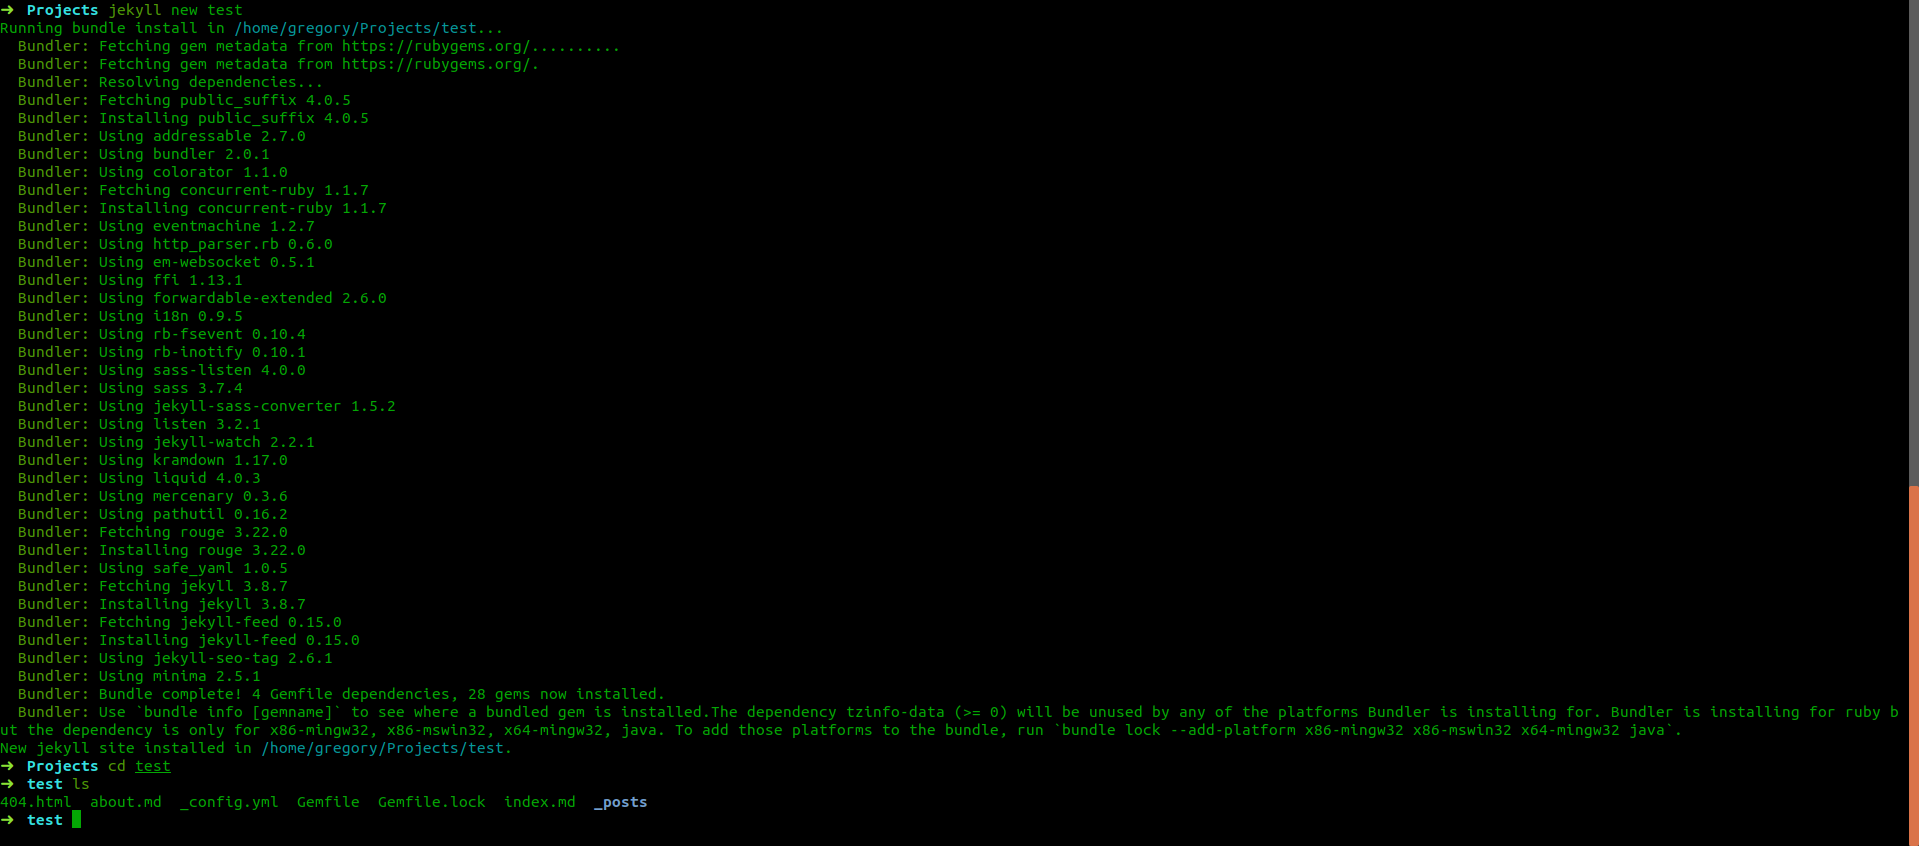 ➜  Projects jekyll new test
Running bundle install in /home/gregory/Projects/test...
  Bundler: Fetching gem metadata from https://rubygems.org/..........
  Bundler: Fetching gem metadata from https://rubygems.org/.
  Bundler: Resolving dependencies...
  Bundler: Fetching public_suffix 4.0.5
  Bundler: Installing public_suffix 4.0.5
  Bundler: Using addressable 2.7.0
  Bundler: Using bundler 2.0.1
  Bundler: Using colorator 1.1.0
  Bundler: Fetching concurrent-ruby 1.1.7
  Bundler: Installing concurrent-ruby 1.1.7
  Bundler: Using eventmachine 1.2.7
  Bundler: Using http_parser.rb 0.6.0
  Bundler: Using em-websocket 0.5.1
  Bundler: Using ffi 1.13.1
  Bundler: Using forwardable-extended 2.6.0
  Bundler: Using i18n 0.9.5
  Bundler: Using rb-fsevent 0.10.4
  Bundler: Using rb-inotify 0.10.1
  Bundler: Using sass-listen 4.0.0
  Bundler: Using sass 3.7.4
  Bundler: Using jekyll-sass-converter 1.5.2
  Bundler: Using listen 3.2.1
  Bundler: Using jekyll-watch 2.2.1
  Bundler: Using kramdown 1.17.0
  Bundler: Using liquid 4.0.3
  Bundler: Using mercenary 0.3.6
  Bundler: Using pathutil 0.16.2
  Bundler: Fetching rouge 3.22.0
  Bundler: Installing rouge 3.22.0
  Bundler: Using safe_yaml 1.0.5
  Bundler: Fetching jekyll 3.8.7
  Bundler: Installing jekyll 3.8.7
  Bundler: Fetching jekyll-feed 0.15.0
  Bundler: Installing jekyll-feed 0.15.0
  Bundler: Using jekyll-seo-tag 2.6.1
  Bundler: Using minima 2.5.1
  Bundler: Bundle complete! 4 Gemfile dependencies, 28 gems now installed.
  Bundler: Use `bundle info [gemname]` to see where a bundled gem is installed.The dependency tzinfo-data (>= 0) will be unused by any of the platforms Bundler is installing for. Bundler is installing for ruby b
ut the dependency is only for x86-mingw32, x86-mswin32, x64-mingw32, java. To add those platforms to the bundle, run `bundle lock --add-platform x86-mingw32 x86-mswin32 x64-mingw32 java`.
New jekyll site installed in /home/gregory/Projects/test.
➜  Projects cd test
➜  test ls
404.html  about.md  _config.yml  Gemfile  Gemfile.lock  index.md  _posts
➜  test